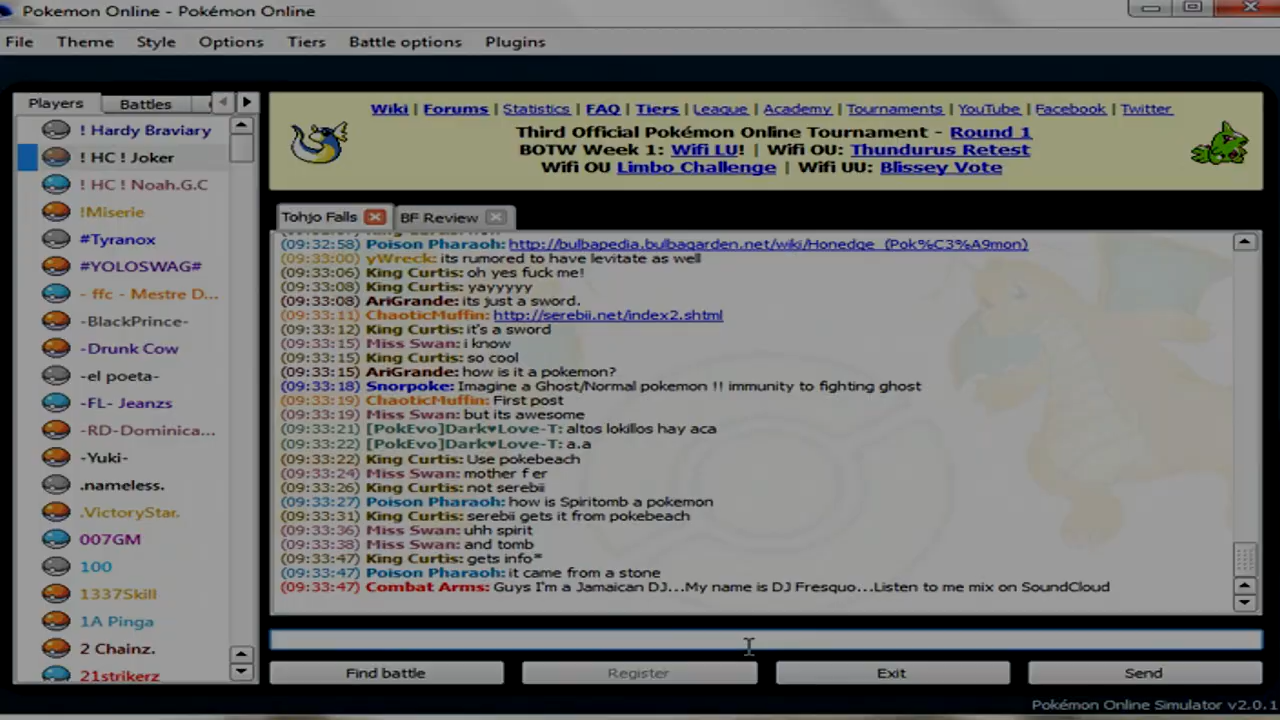 Pokemon Online - Pokémon Online
File Theme Style Options Tiers Battle options Plugins
Players Battles
! Hardy Braviary
! HC ! Joker
! HC ! Noah.G.C
!Miserie
#Tyranox
#YOLOSWAG#
- ffc - Mestre D...
-BlackPrince-
-Drunk Cow
-el poeta-
-FL- Jeanzs
-RD-Dominica...
-Yuki-
.nameless.
.VictoryStar.
007GM
100
1337Skill
1A Pinga
2 Chainz.
21strikerz
Wiki | Forums | Statistics | FAQ | Tiers | League | Academy | Tournaments | YouTube | Facebook | Twitter
Third Official Pokémon Online Tournament - Round 1
BOTW Week 1: Wifi LU! | Wifi OU: Thundurus Retest
Wifi OU Limbo Challenge | Wifi UU: Blissey Vote
Tohjo Falls BF Review
(09:32:58) Poison Pharaoh: http://bulbapedia.bulbagarden.net/wiki/Honedge_(Pok%C3%A9mon)
(09:33:00) yWreck: its rumored to have levitate as well
(09:33:06) King Curtis: oh yes fuck me!
(09:33:08) King Curtis: yayyyyy
(09:33:08) AriGrande: its just a sword.
(09:33:11) ChaoticMuffin: http://serebii.net/index2.shtml
(09:33:12) King Curtis: it's a sword
(09:33:15) Miss Swan: i know
(09:33:15) King Curtis: so cool
(09:33:15) AriGrande: how is it a pokemon?
(09:33:18) Snorpoke: Imagine a Ghost/Normal pokemon !! immunity to fighting ghost
(09:33:19) ChaoticMuffin: First post
(09:33:19) Miss Swan: but its awesome
(09:33:21) [PokEvo]Dark♥Love-T: altos lokillos hay aca
(09:33:22) [PokEvo]Dark♥Love-T: a.a
(09:33:22) King Curtis: Use pokebeach
(09:33:24) Miss Swan: mother f er
(09:33:26) King Curtis: not serebii
(09:33:27) Poison Pharaoh: how is Spiritomb a pokemon
(09:33:31) King Curtis: serebii gets it from pokebeach
(09:33:36) Miss Swan: uhh spirit
(09:33:38) Miss Swan: and tomb
(09:33:47) King Curtis: gets info*
(09:33:47) Poison Pharaoh: it came from a stone
(09:33:47) Combat Arms: Guys I'm a Jamaican DJ...My name is DJ Fresquo...Listen to me mix on SoundCloud
Find battle Register Exit Send
Pokémon Online Simulator v2.0.1